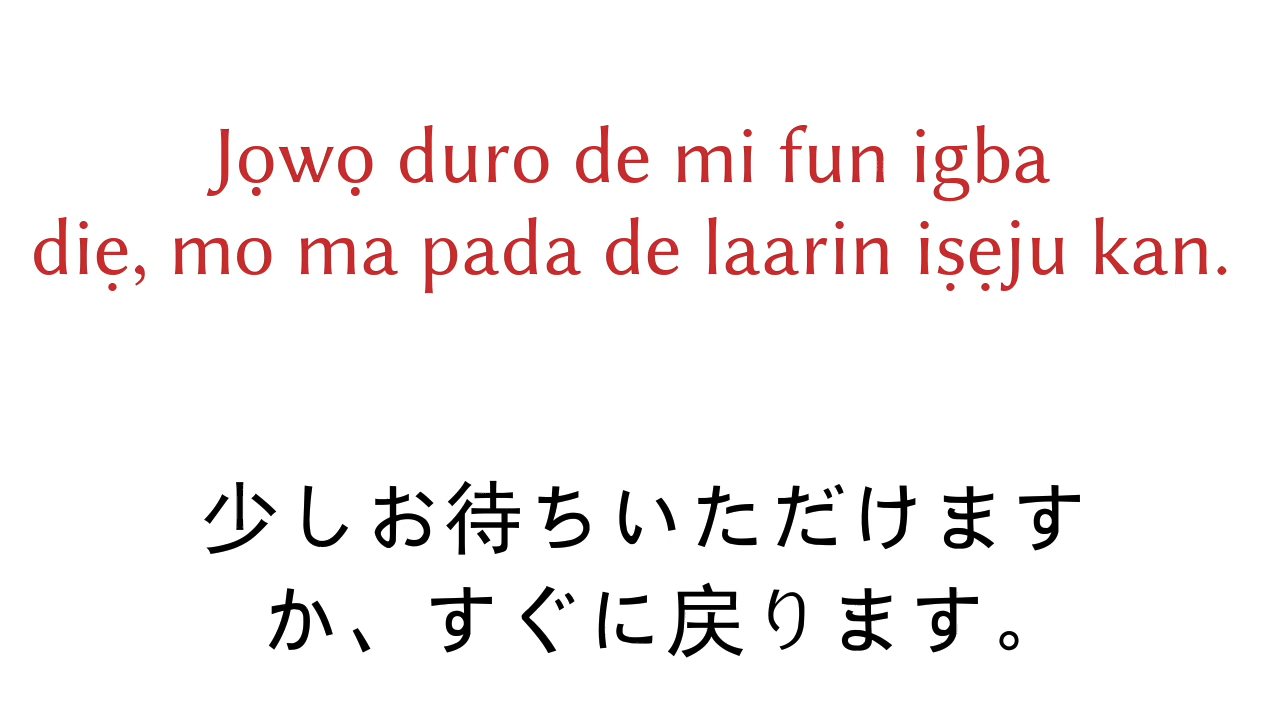 Jọwọ duro de mi fun igba
diẹ, mo ma pada de laarin iṣẹju kan.
少しお待ちいただけます
か、すぐに戻ります。